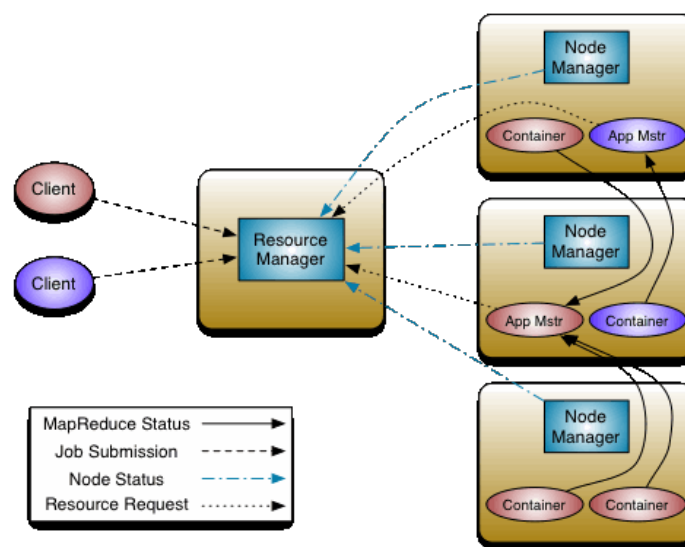 Node
Manager
Container
App Mstr
Client
Resource
Manager
Client
Node
Manager
App Mstr
Container
Node
Manager
Container
Container
MapReduce Status
Job Submission
Node Status
Resource Request